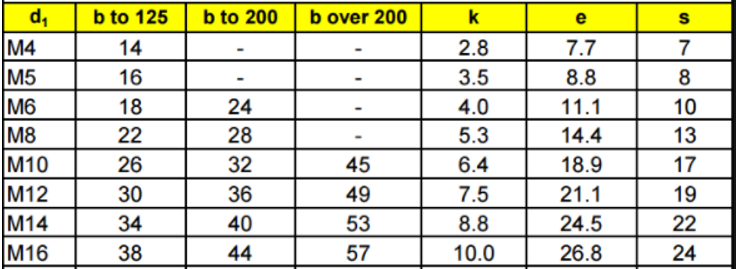 d₁ b to 125 b to 200 b over 200 k e s
M4 14 - - 2.8 7.7 7
M5 16 - - 3.5 8.8 8
M6 18 24 - 4.0 11.1 10
M8 22 28 - 5.3 14.4 13
M10 26 32 45 6.4 18.9 17
M12 30 36 49 7.5 21.1 19
M14 34 40 53 8.8 24.5 22
M16 38 44 57 10.0 26.8 24